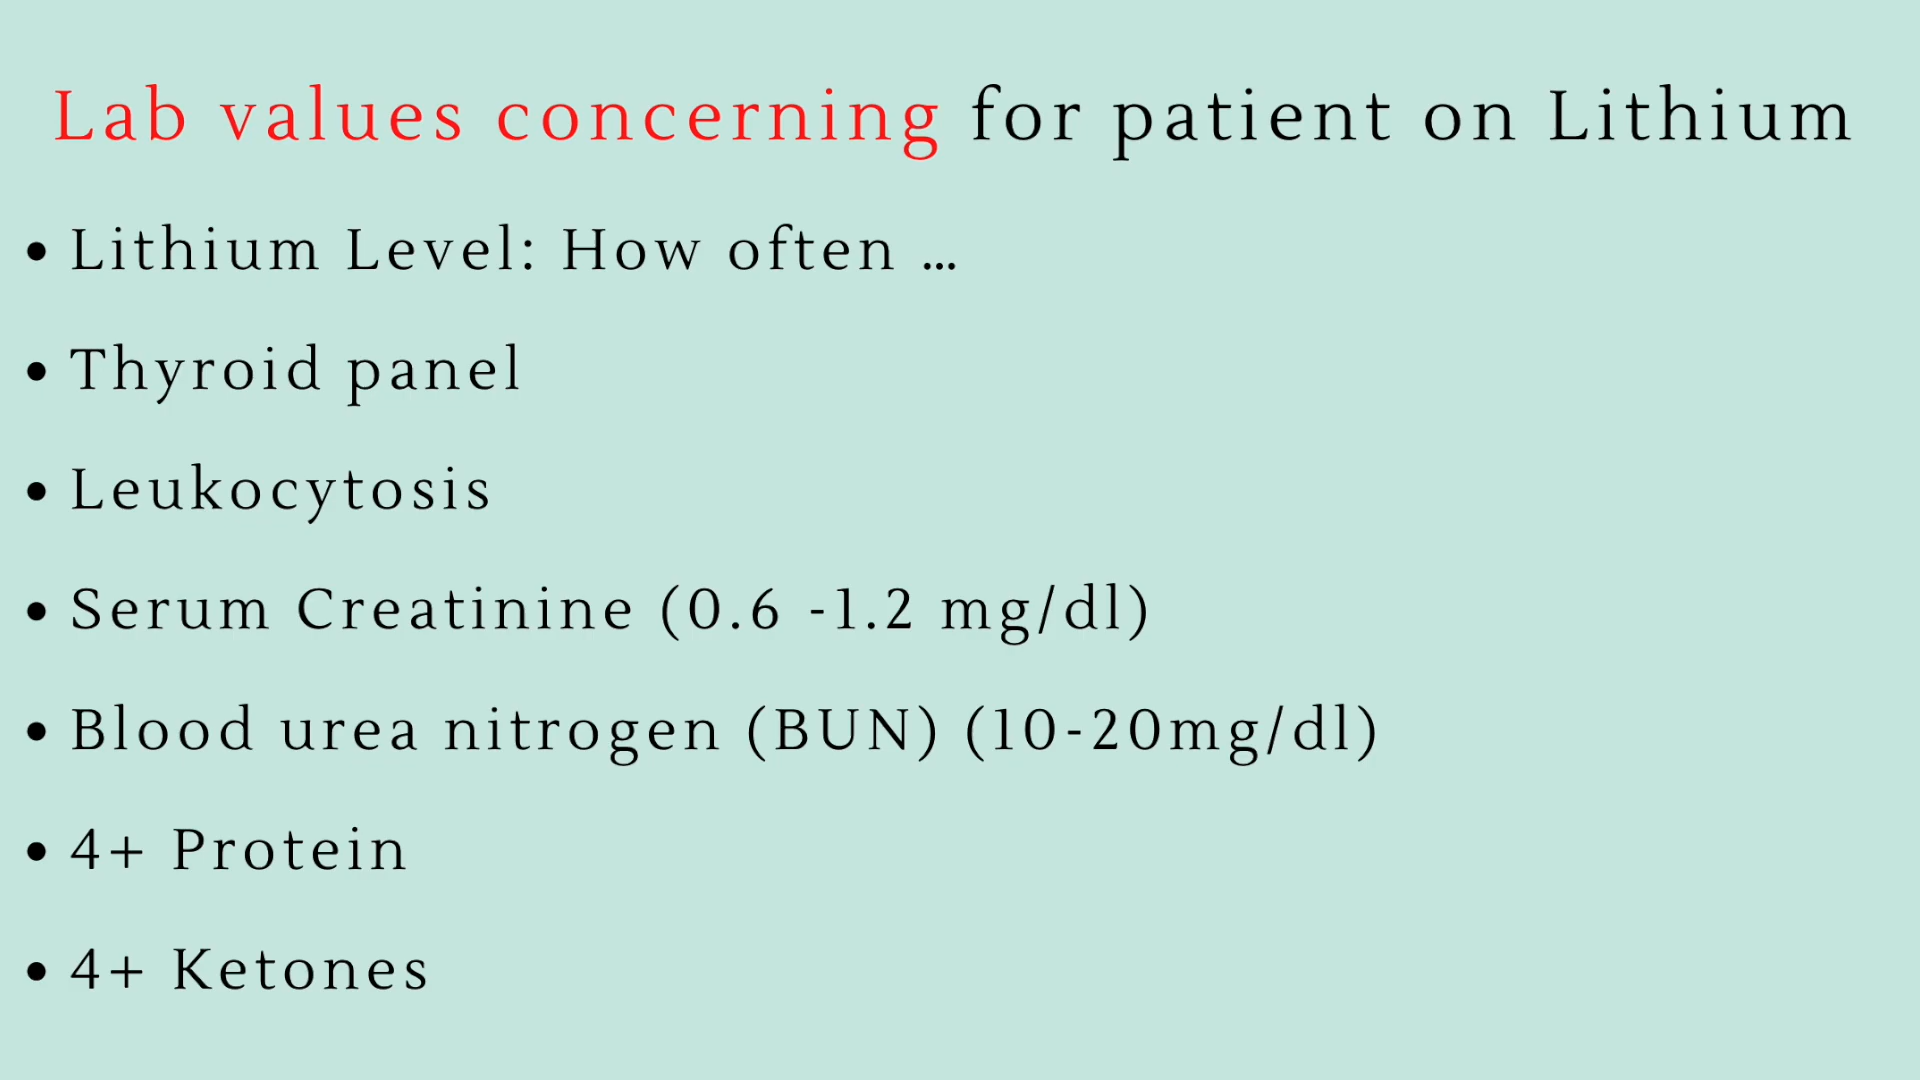 Lab values concerning for patient on Lithium
• Lithium Level: How often ...
• Thyroid panel
• Leukocytosis
• Serum Creatinine (0.6 -1.2 mg/dl)
• Blood urea nitrogen (BUN) (10-20mg/dl)
• 4+ Protein
• 4+ Ketones